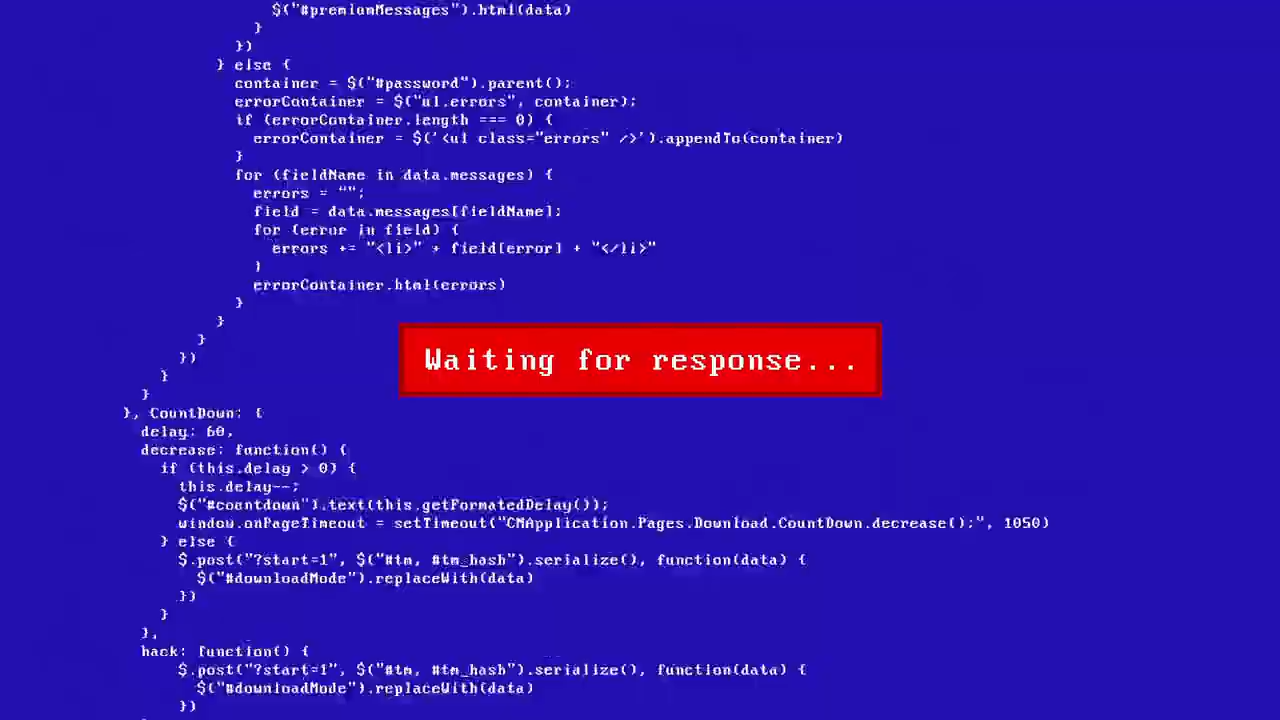 $("#premiumMessages").html(data)
}
})
} else {
container = $("#password").parent();
errorContainer = $("ul.errors", container);
if (errorContainer.length === 0) {
errorContainer = $('<ul class="errors" />').appendTo(container)
}
for (fieldName in data.messages) {
errors = "";
field = data.messages[fieldName];
for (error in field) {
errors += "<li>" + field[error] + "</li>"
}
errorContainer.html(errors)
}
}
}
})
}
}
Waiting for response...
}, CountDown: {
delay: 60,
decrease: function() {
if (this.delay > 0) {
this.delay--;
$("#countdown").text(this.getFormatedDelay());
window.onPageTimeout = setTimeout("CMApplication.Pages.Download.CountDown.decrease();", 1050)
} else {
$.post("?start=1", $("#tm, #tm_hash").serialize(), function(data) {
$("#downloadMode").replaceWith(data)
})
}
},
hack: function() {
$.post("?start=1", $("#tm, #tm_hash").serialize(), function(data) {
$("#downloadMode").replaceWith(data)
})